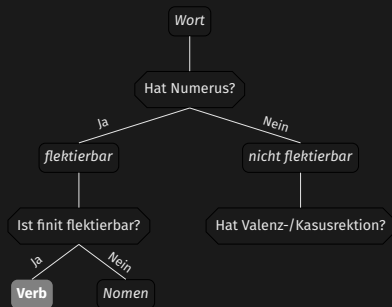 Wort
Hat Numerus?
Ja
Nein
flektierbar
nicht flektierbar
Ist finit flektierbar?
Hat Valenz-/Kasusrektion?
Ja
Nein
Verb
Nomen